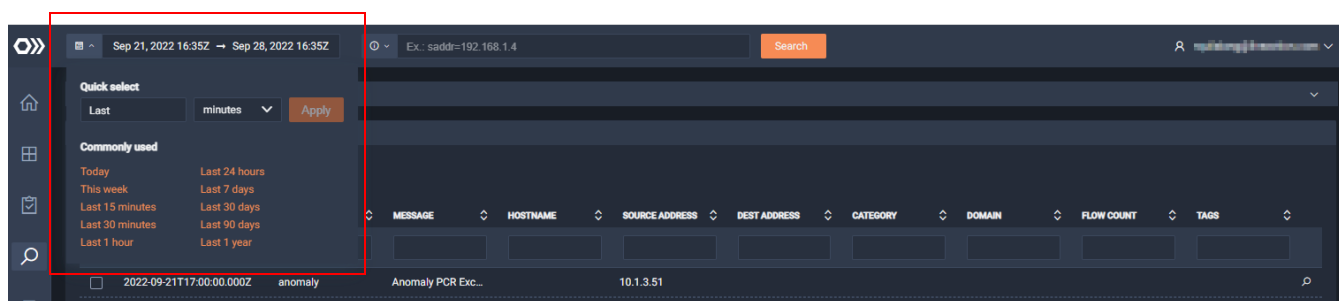 Sep 21, 2022 16:35Z → Sep 28, 2022 16:35Z Ex.: saddr=192.168.1.4 Search
Quick select
Last minutes Apply
Commonly used
Today Last 24 hours
This week Last 7 days
Last 15 minutes Last 30 days
Last 30 minutes Last 90 days
Last 1 hour Last 1 year
MESSAGE HOSTNAME SOURCE ADDRESS DEST ADDRESS CATEGORY DOMAIN FLOW COUNT TAGS
2022-09-21T17:00:00.000Z anomaly Anomaly PCR Exc... 10.1.3.51